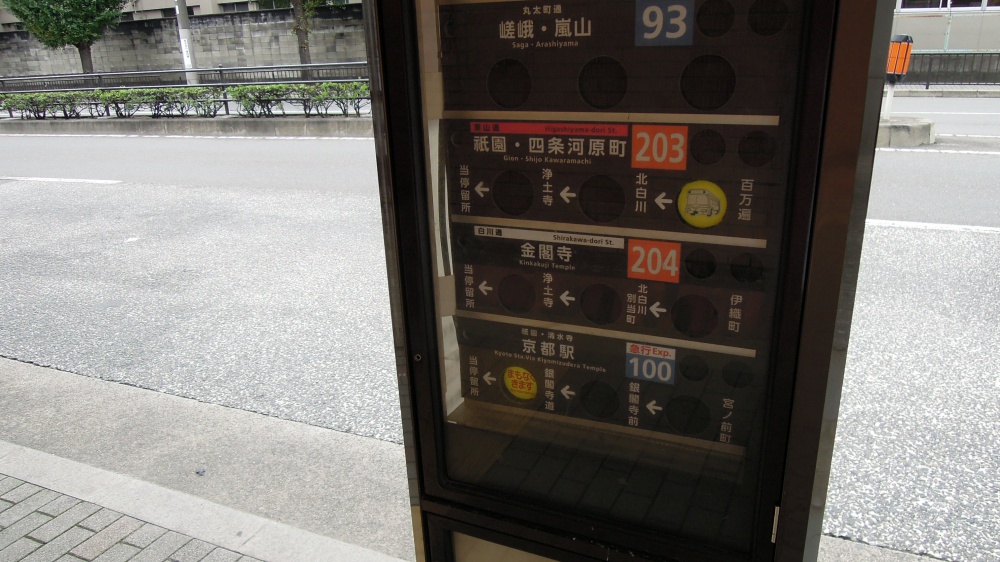 丸太町通
嵯峨・嵐山
Saga - Arashiyama
93
東山通 Higashiyama-dori St.
祇園・四条河原町
Gion - Shijo Kawaramachi
203
当停留所 浄土寺 北白川 百万遍
白川通 Shirakawa-dori St.
金閣寺
Kinkakuji Temple
204
当停留所 浄土寺 北白川別当町 伊織町
祇園・清水寺
京都駅
Kyoto Sta.Via Kiyomizudera Temple
急行Exp.
100
当停留所 まもなくきます 銀閣寺道 銀閣寺前 宮ノ前町